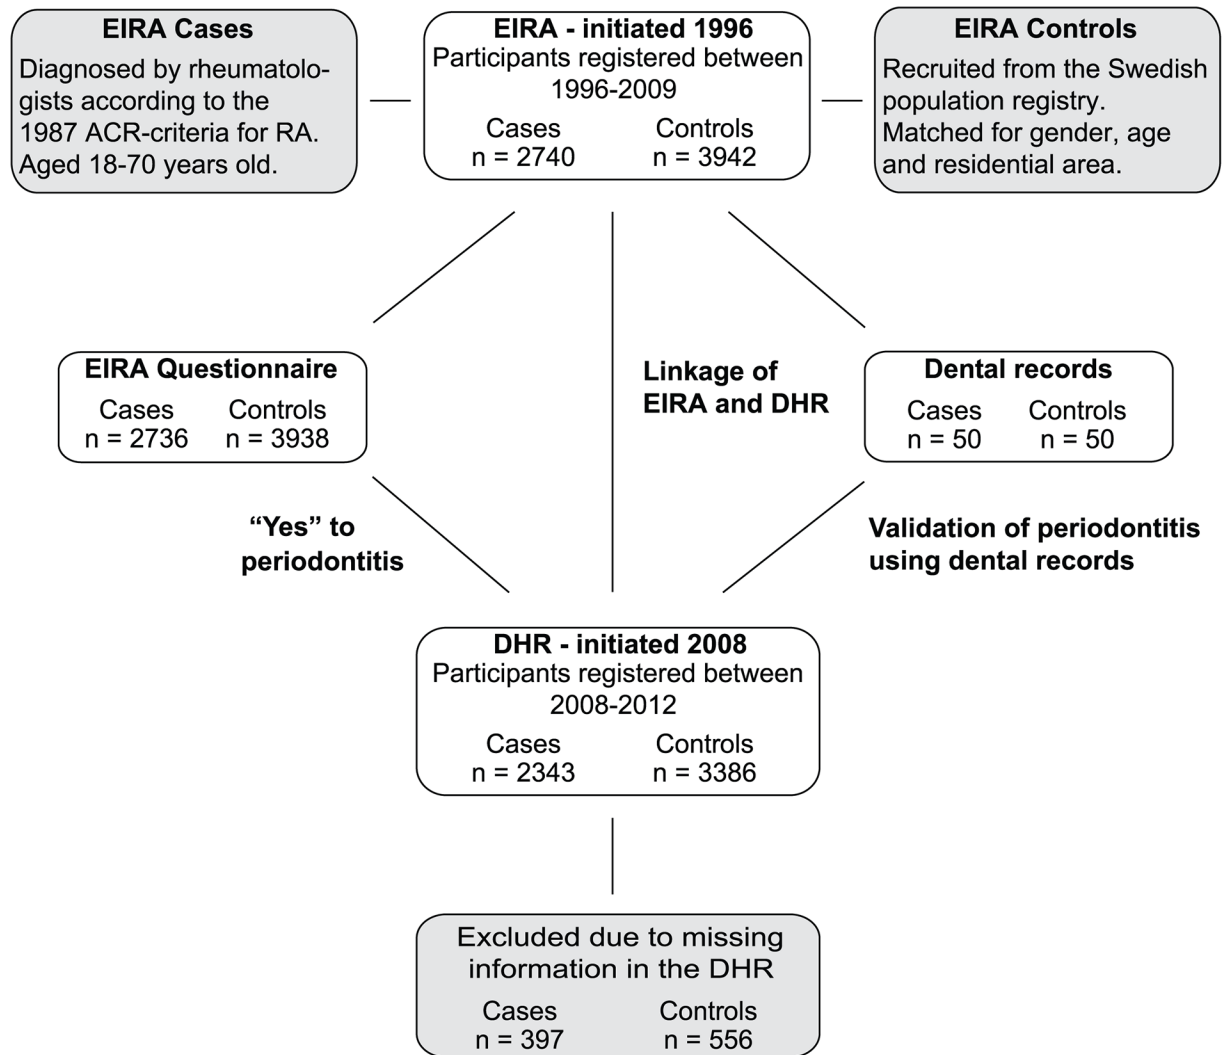 EIRA Cases
Diagnosed by rheumatolo-
gists according to the
1987 ACR-criteria for RA.
Aged 18-70 years old.
EIRA - initiated 1996
Participants registered between
1996-2009
Cases Controls
n = 2740 n = 3942
EIRA Controls
Recruited from the Swedish
population registry.
Matched for gender, age
and residential area.
EIRA Questionnaire
Cases Controls
n = 2736 n = 3938
Linkage of
EIRA and DHR
Dental records
Cases Controls
n = 50 n = 50
“Yes” to
periodontitis
Validation of periodontitis
using dental records
DHR - initiated 2008
Participants registered between
2008-2012
Cases Controls
n = 2343 n = 3386
Excluded due to missing
information in the DHR
Cases Controls
n = 397 n = 556